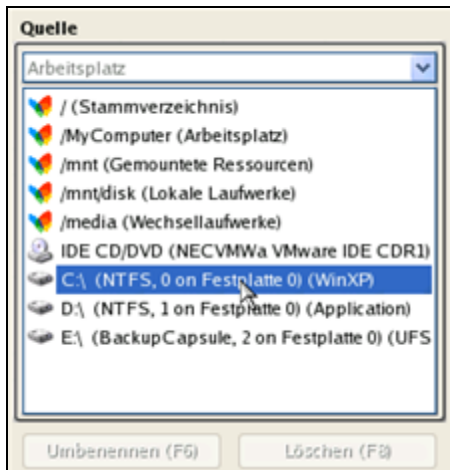 Quelle
Arbeitsplatz
/ (Stammverzeichnis)
/MyComputer (Arbeitsplatz)
/mnt (Gemountete Ressourcen)
/mnt/disk (Lokale Laufwerke)
/media (Wechsellaufwerke)
IDE CD/DVD (NECVMWa VMware IDE CDR1)
C:\ (NTFS, 0 on Festplatte 0) (WinXP)
D:\ (NTFS, 1 on Festplatte 0) (Application)
E:\ (BackupCapsule, 2 on Festplatte 0) (UFS
Umbenennen (F6)
Löschen (F8)